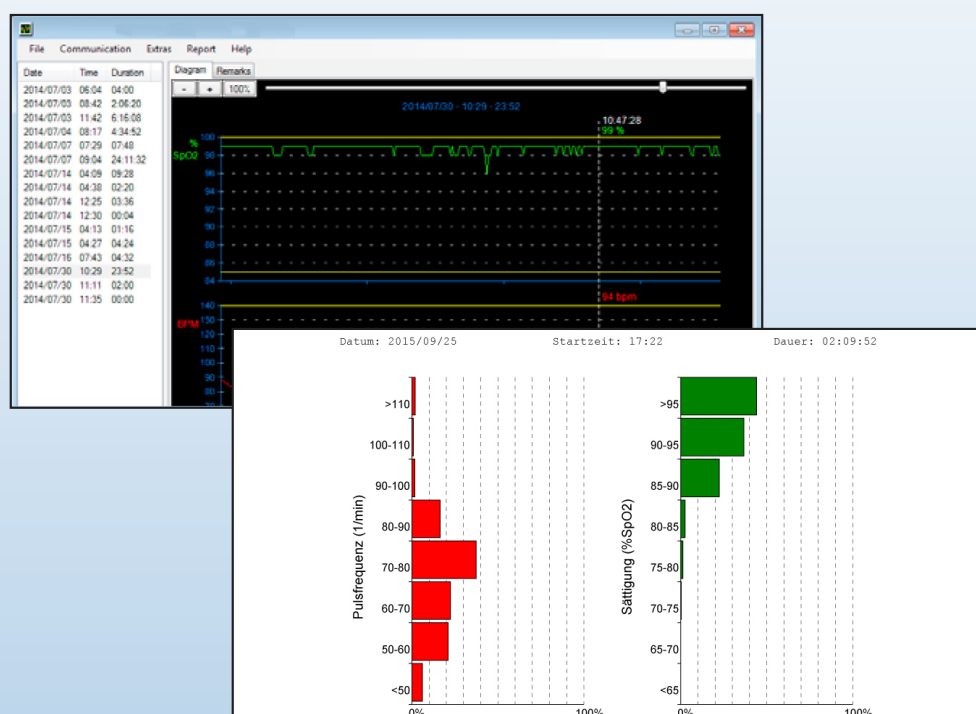 File Communication Extras Report Help
Date Time Duration
2014/07/03 06:04 04:00
2014/07/03 08:42 2:06:20
2014/07/03 11:42 6:16:08
2014/07/04 08:17 4:34:52
2014/07/07 07:29 07:48
2014/07/07 09:04 24:11:32
2014/07/14 04:09 09:28
2014/07/14 04:38 02:20
2014/07/14 12:25 03:36
2014/07/14 12:30 00:04
2014/07/15 04:13 01:16
2014/07/15 04:27 04:24
2014/07/16 07:43 04:32
2014/07/30 10:29 23:52
2014/07/30 11:11 02:00
2014/07/30 11:35 00:00
Diagram Remarks
- + 100%
2014/07/30 - 10:29 - 23:52
10:47:28
99 %
%
SpO2
100
98
96
94
92
90
88
86
84
94 bpm
BPM
140
130
120
110
100
90
80
70
Datum: 2015/09/25 Startzeit: 17:22 Dauer: 02:09:52
Pulsfrequenz (1/min)
>110
100-110
90-100
80-90
70-80
60-70
50-60
<50
0% 100%
Sättigung (%SpO2)
>95
90-95
85-90
80-85
75-80
70-75
65-70
<65
0% 100%